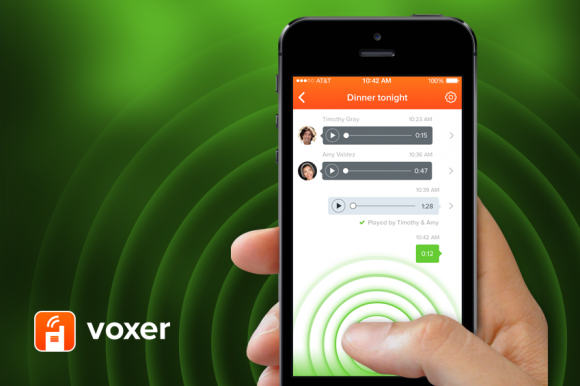 AT&T 10:42 AM 100%
Dinner tonight
Timothy Gray 10:23 AM
0:15
Amy Valdez 10:36 AM
0:47
10:39 AM
1:28
Played by Timothy & Amy
10:42 AM
0:12
voxer